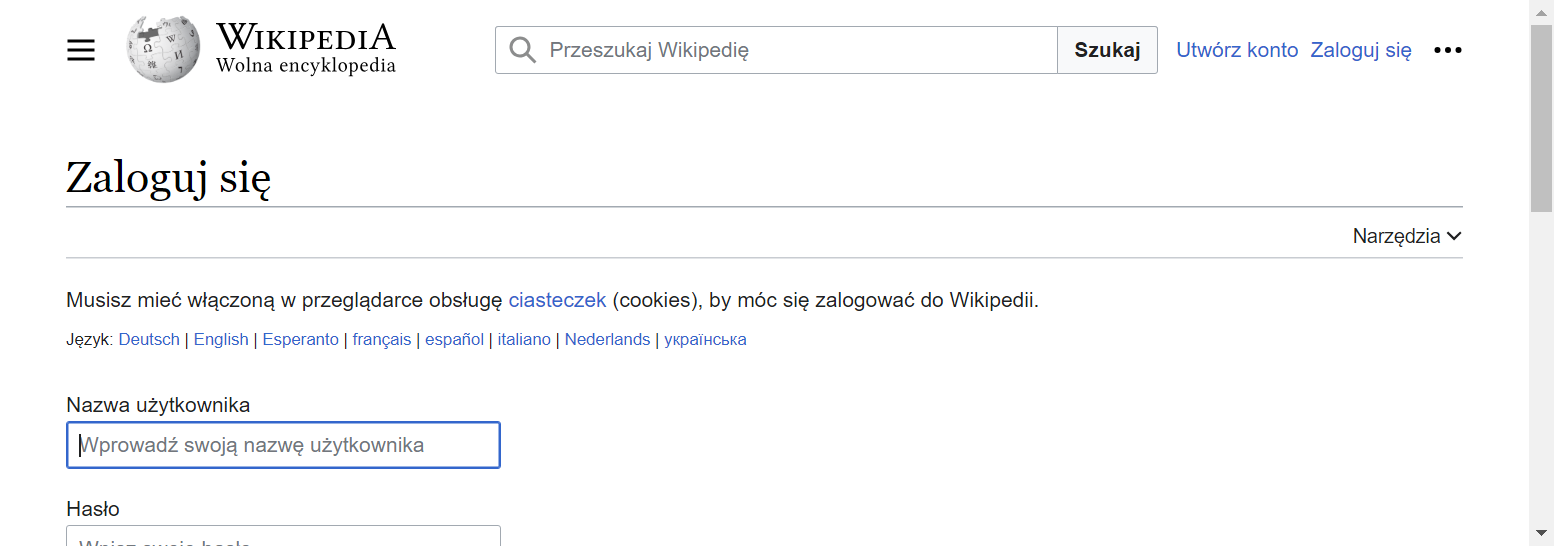 WIKIPEDIA
Wolna encyklopedia
Przeszukaj Wikipedię
Szukaj
Utwórz konto Zaloguj się
Zaloguj się
Narzędzia
Musisz mieć włączoną w przeglądarce obsługę ciasteczek (cookies), by móc się zalogować do Wikipedii.
Język: Deutsch | English | Esperanto | français | español | italiano | Nederlands | українська
Nazwa użytkownika
Wprowadź swoją nazwę użytkownika
Hasło